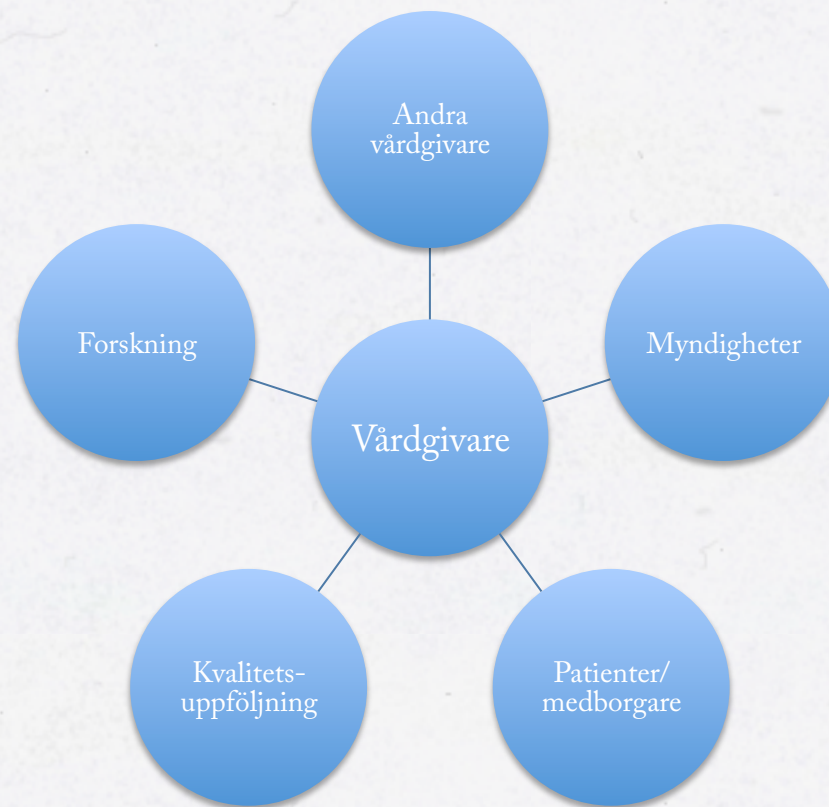 Andra
vårdgivare
Forskning
Myndigheter
Vårdgivare
Kvalitets-
uppföljning
Patienter/
medborgare